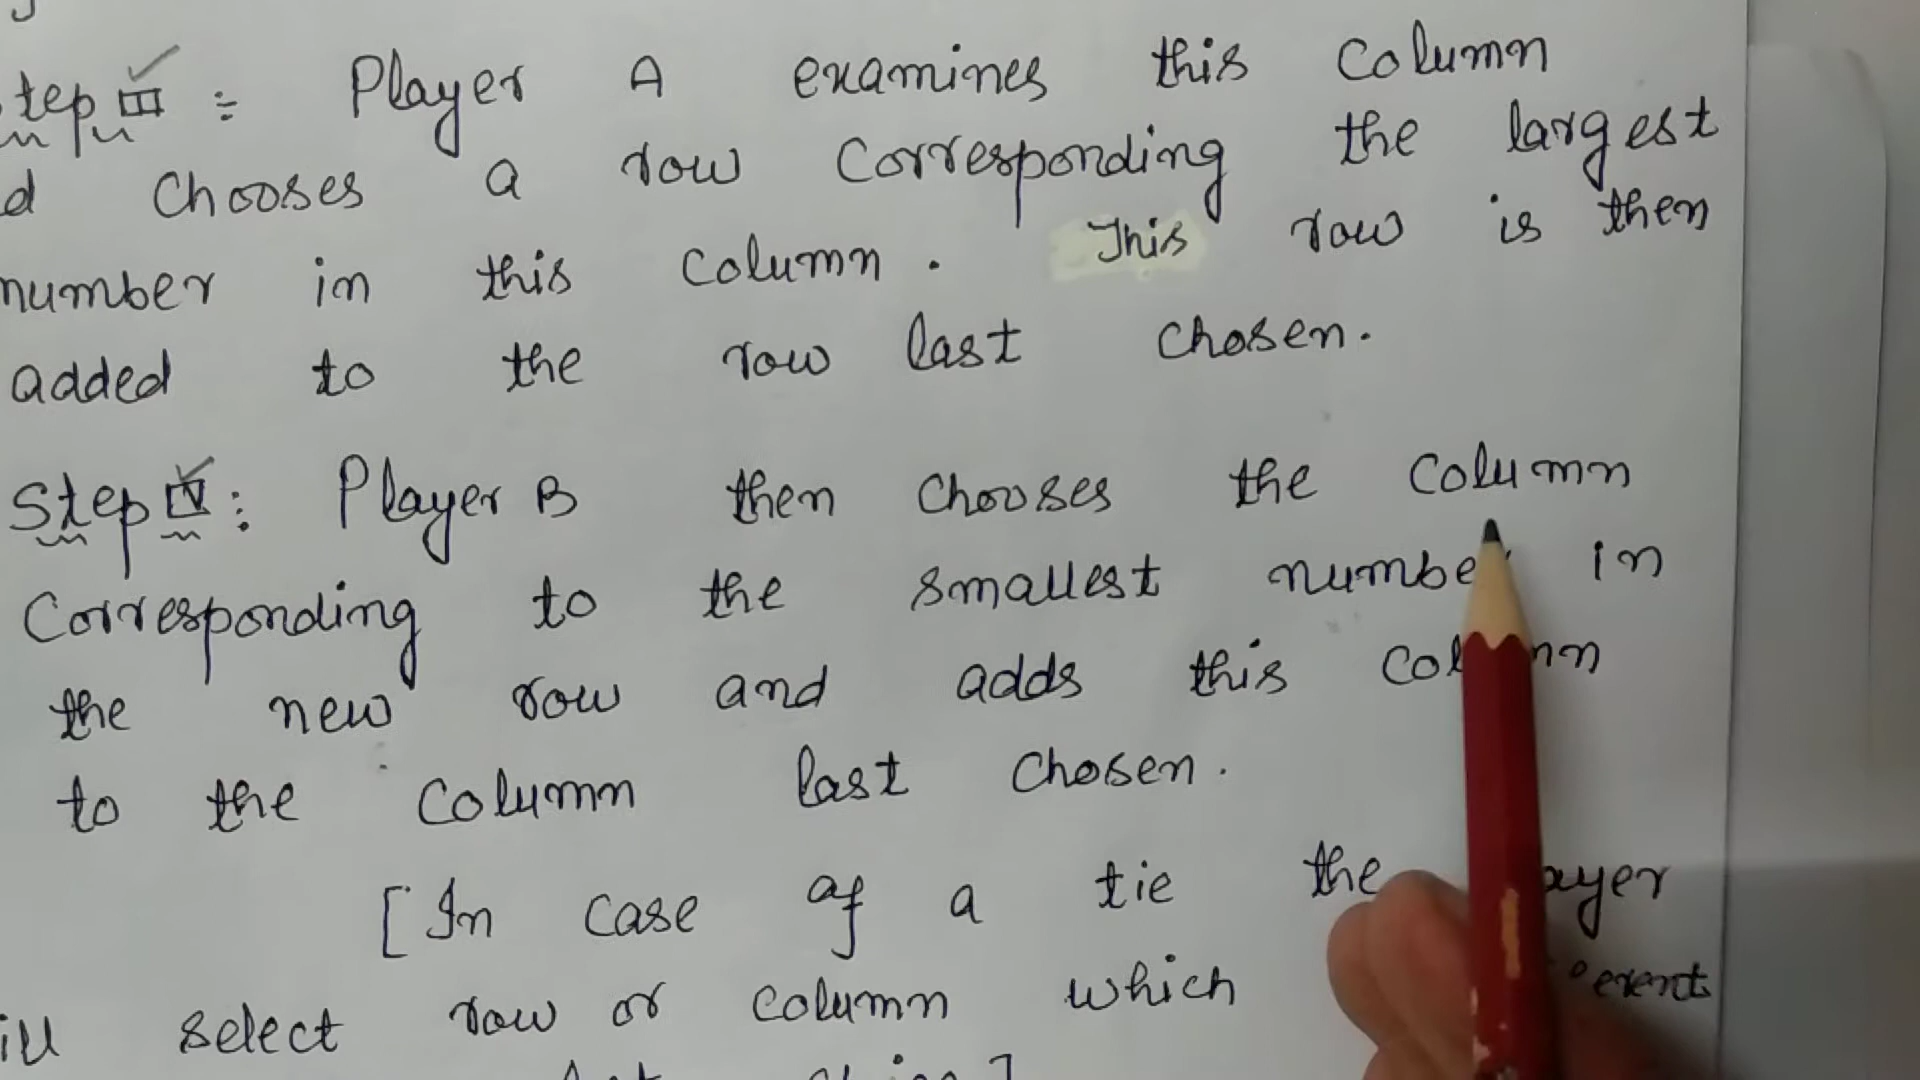 Step III : Player A examines this column
d chooses a row corresponding the largest
number in this column. This row is then
added to the row last chosen.
Step IV : Player B then chooses the column
corresponding to the smallest number in
the new row and adds this column
to the column last chosen.
[In case of a tie the
select row or column which